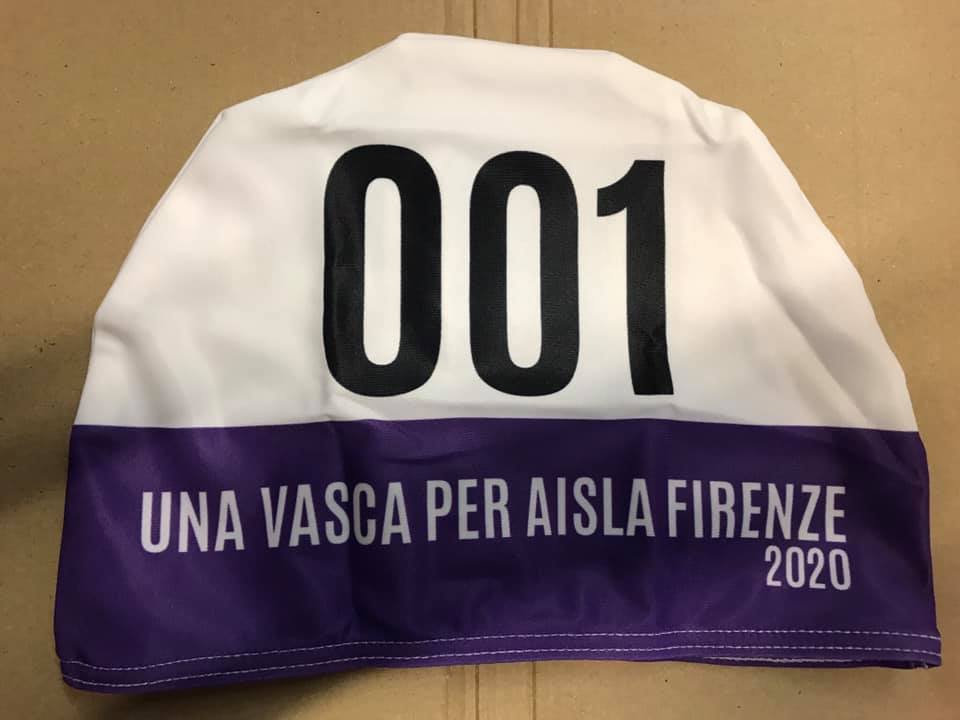 001
UNA VASCA PER AISLA FIRENZE
2020